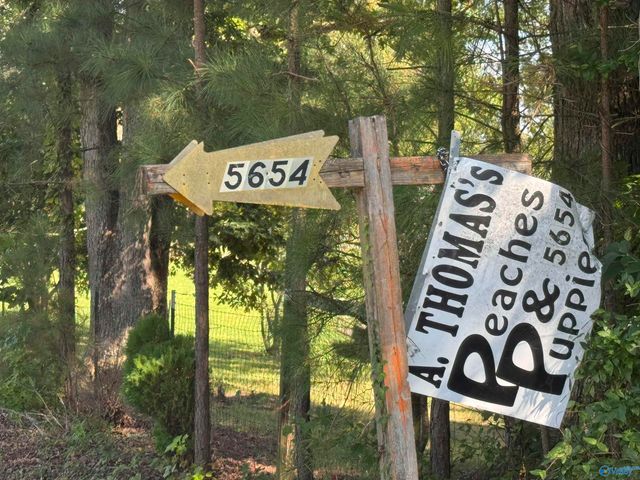 5654
A. THOMAS'S
Peaches
& 5654
Puppies